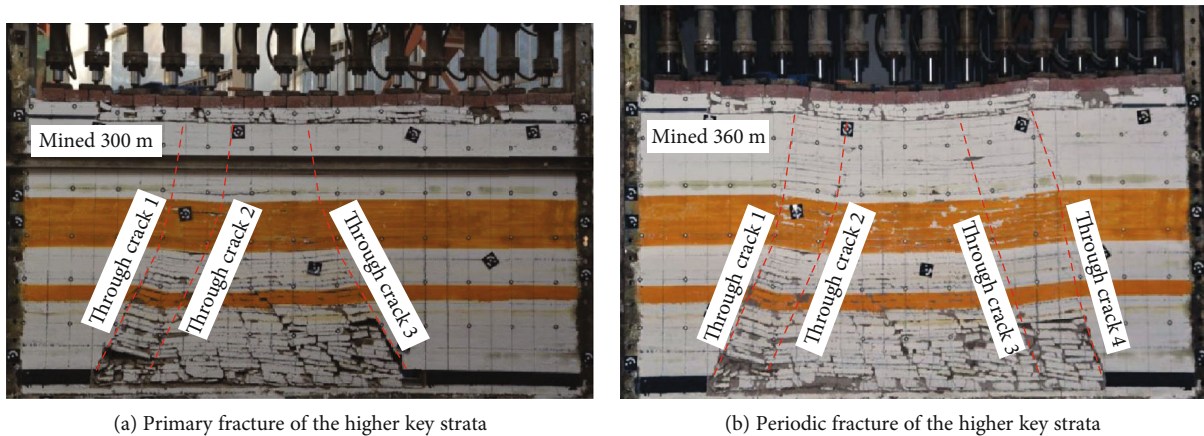 Mined 300 m
Through crack 1
Through crack 2
Through crack 3
(a) Primary fracture of the higher key strata
Mined 360 m
Through crack 1
Through crack 2
Through crack 3
Through crack 4
(b) Periodic fracture of the higher key strata